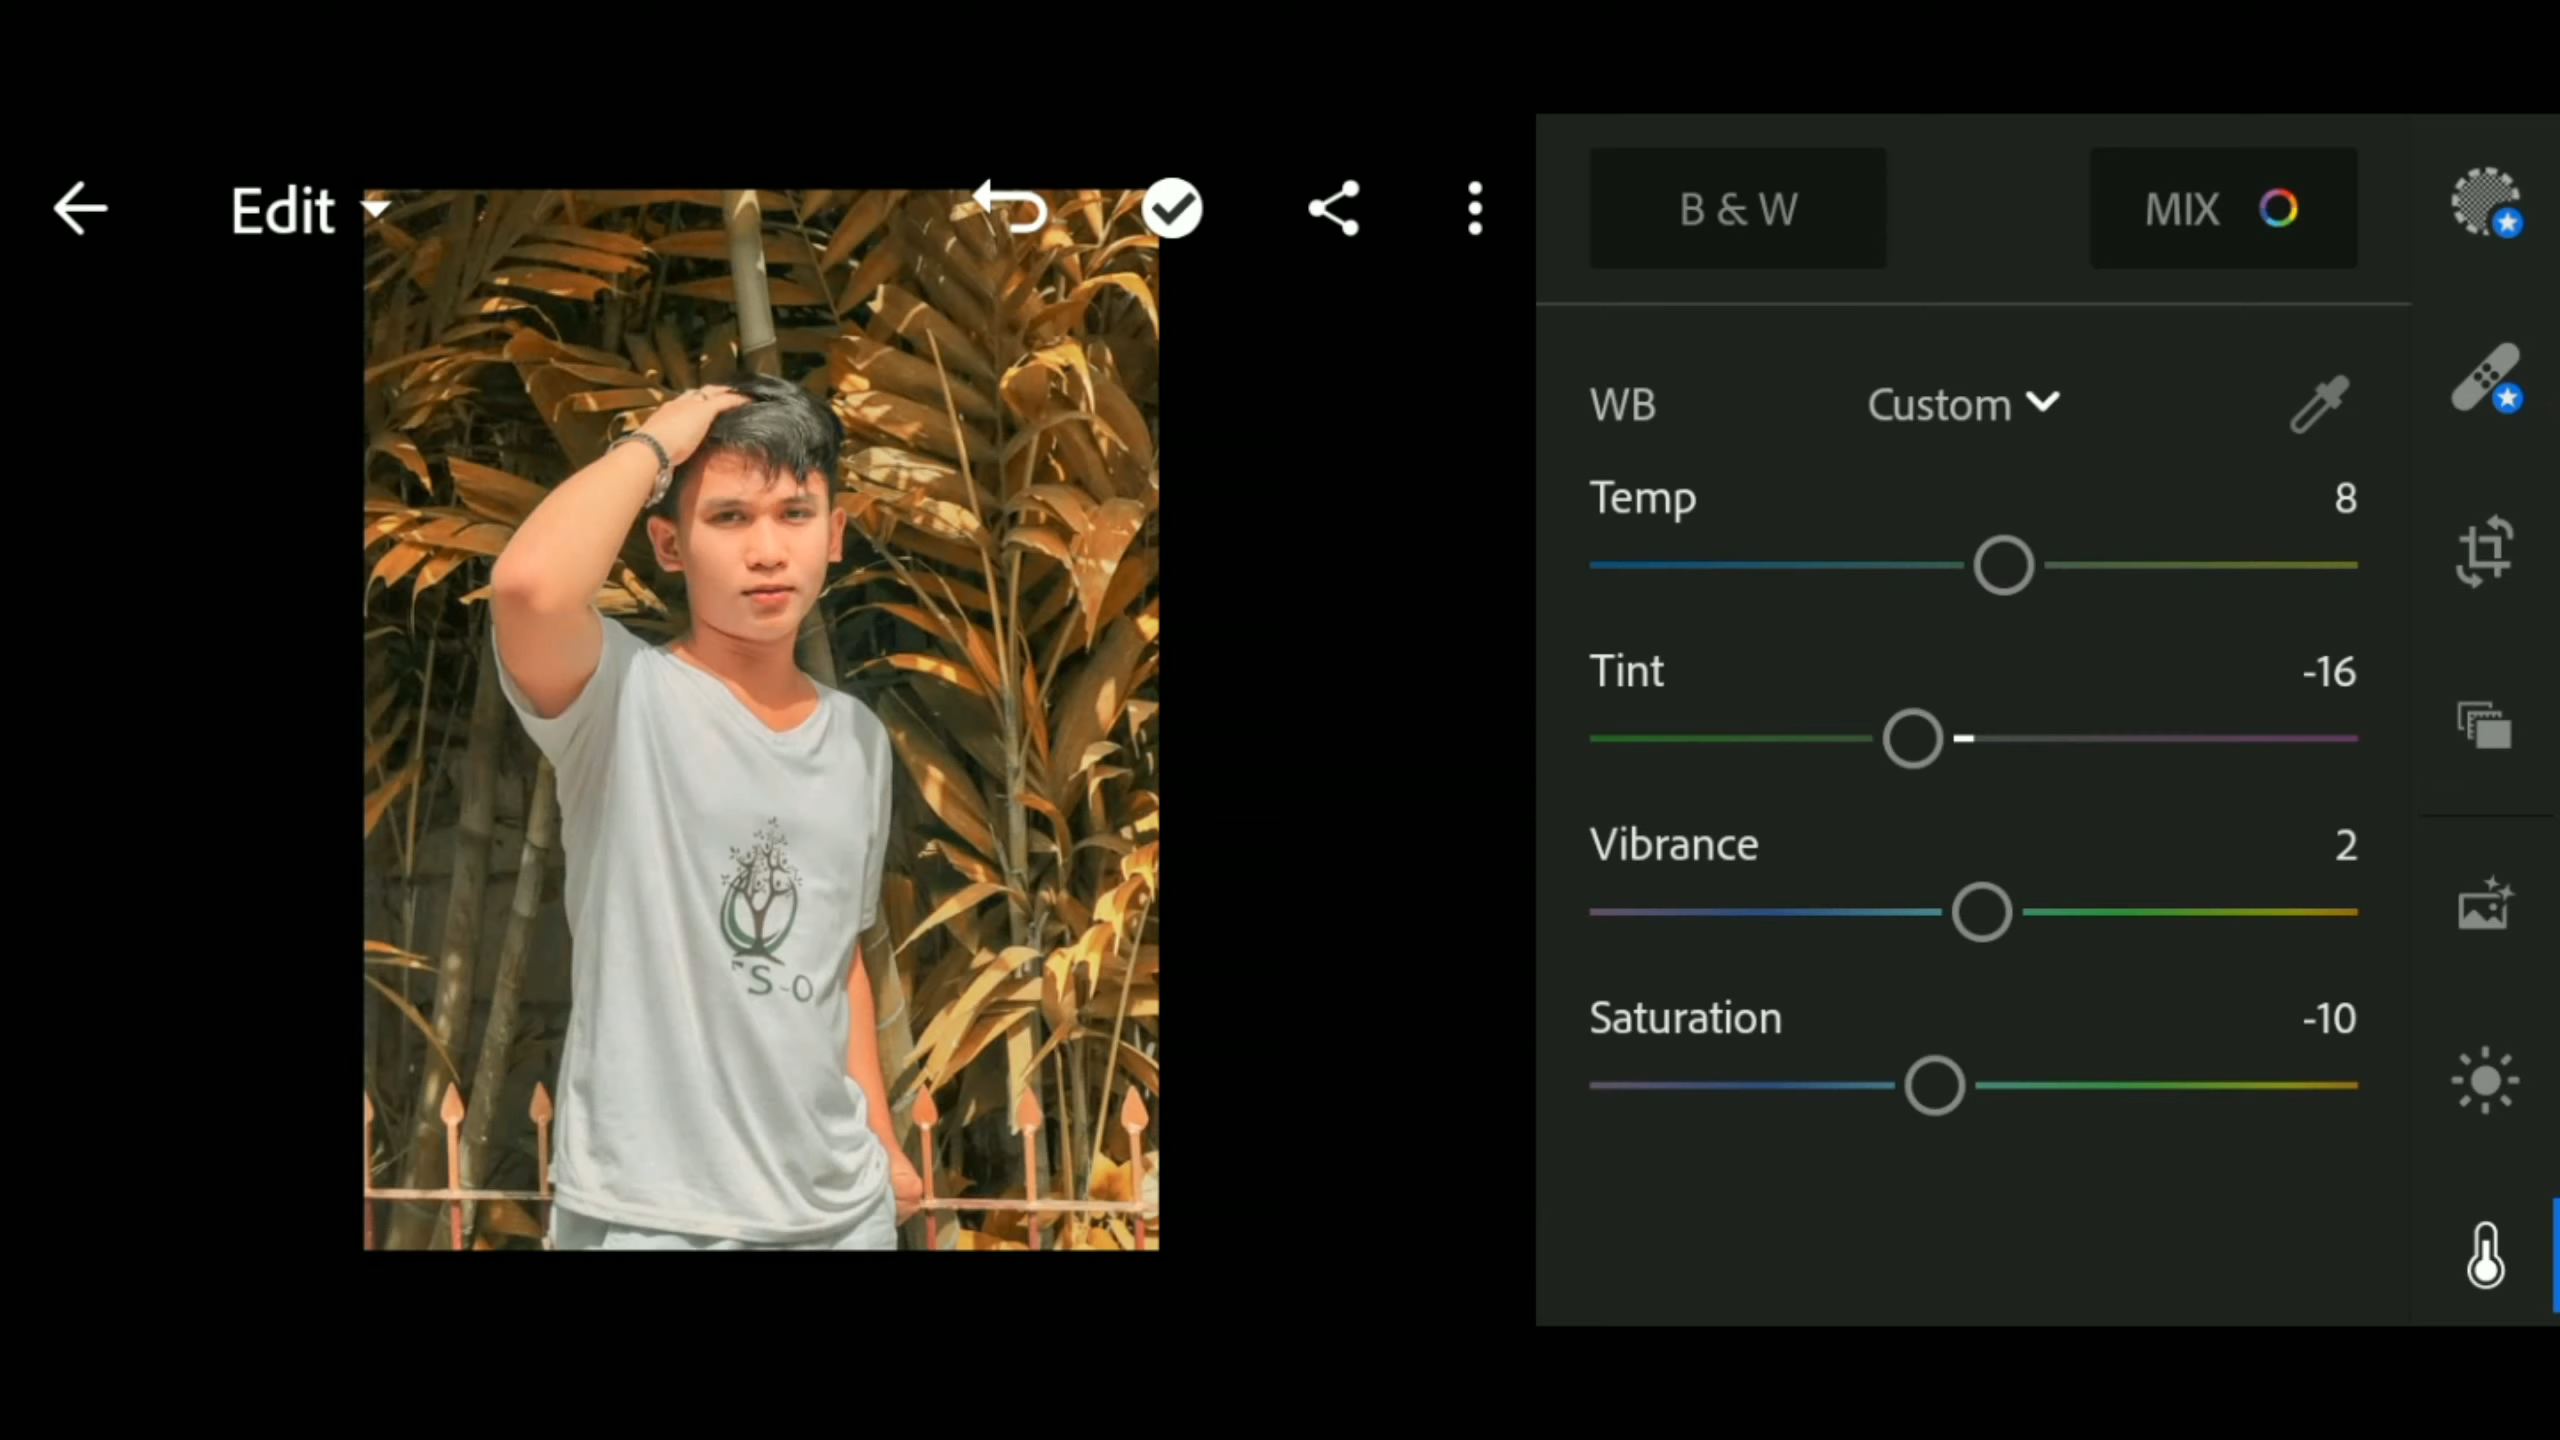 Edit
B & W
MIX
WB
Custom
Temp
8
Tint
-16
Vibrance
2
Saturation
-10
S-O